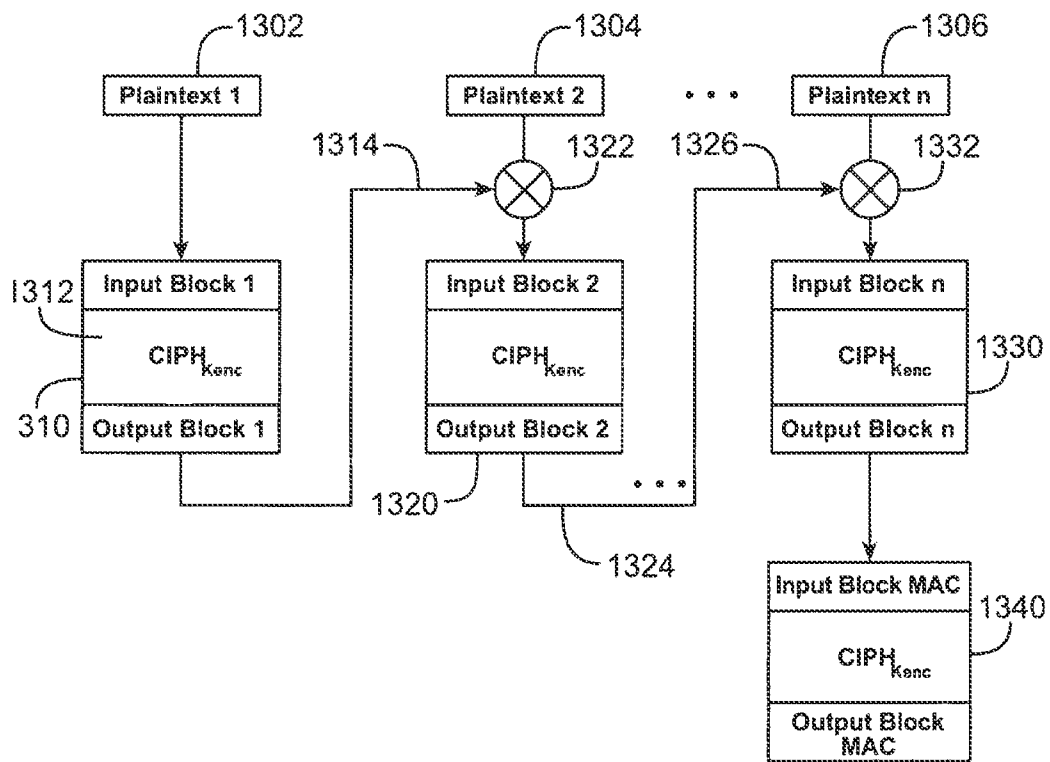 1302
1304
1306
Plaintext 1
Plaintext 2
• • •
Plaintext n
1314
1322
1326
1332
Input Block 1
Input Block 2
Input Block n
1312
CIPHKenc
CIPHKenc
CIPHKenc
1330
310
Output Block 1
Output Block 2
Output Block n
1320
• • •
1324
Input Block MAC
1340
CIPHKenc
Output Block
MAC